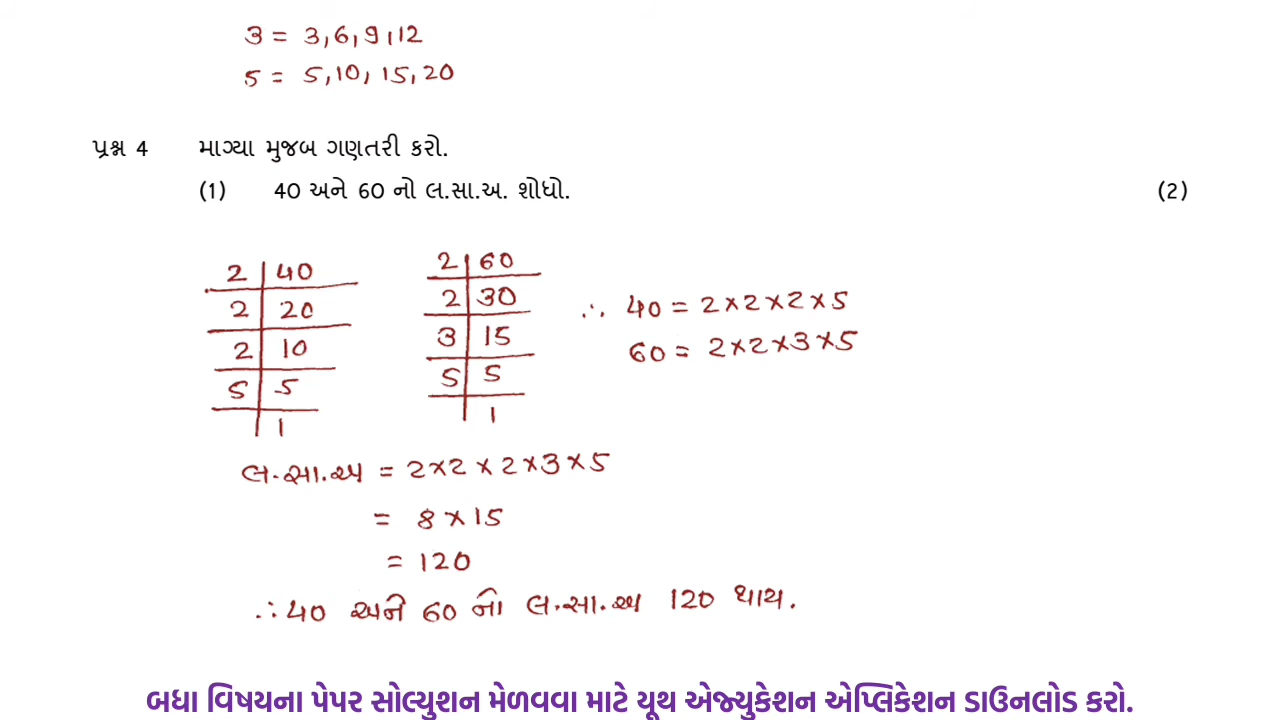 3 = 3, 6, 9, 12
5 = 5, 10, 15, 20
પ્રશ્ન 4 માગ્યા મુજબ ગણતરી કરો.
(1) 40 અને 60 નો લ.સા.અ. શોધો. (2)
2 | 40
2 | 20
2 | 10
5 | 5
1
2 | 60
2 | 30
3 | 15
5 | 5
1
∴ 40 = 2 × 2 × 2 × 5
60 = 2 × 2 × 3 × 5
લ.સા.અ = 2 × 2 × 2 × 3 × 5
= 8 × 15
= 120
∴ 40 અને 60 નો લ.સા.અ 120 થાય.
બધા વિષયના પેપર સોલ્યુશન મેળવવા માટે યૂથ એજ્યુકેશન એપ્લિકેશન ડાઉનલોડ કરો.